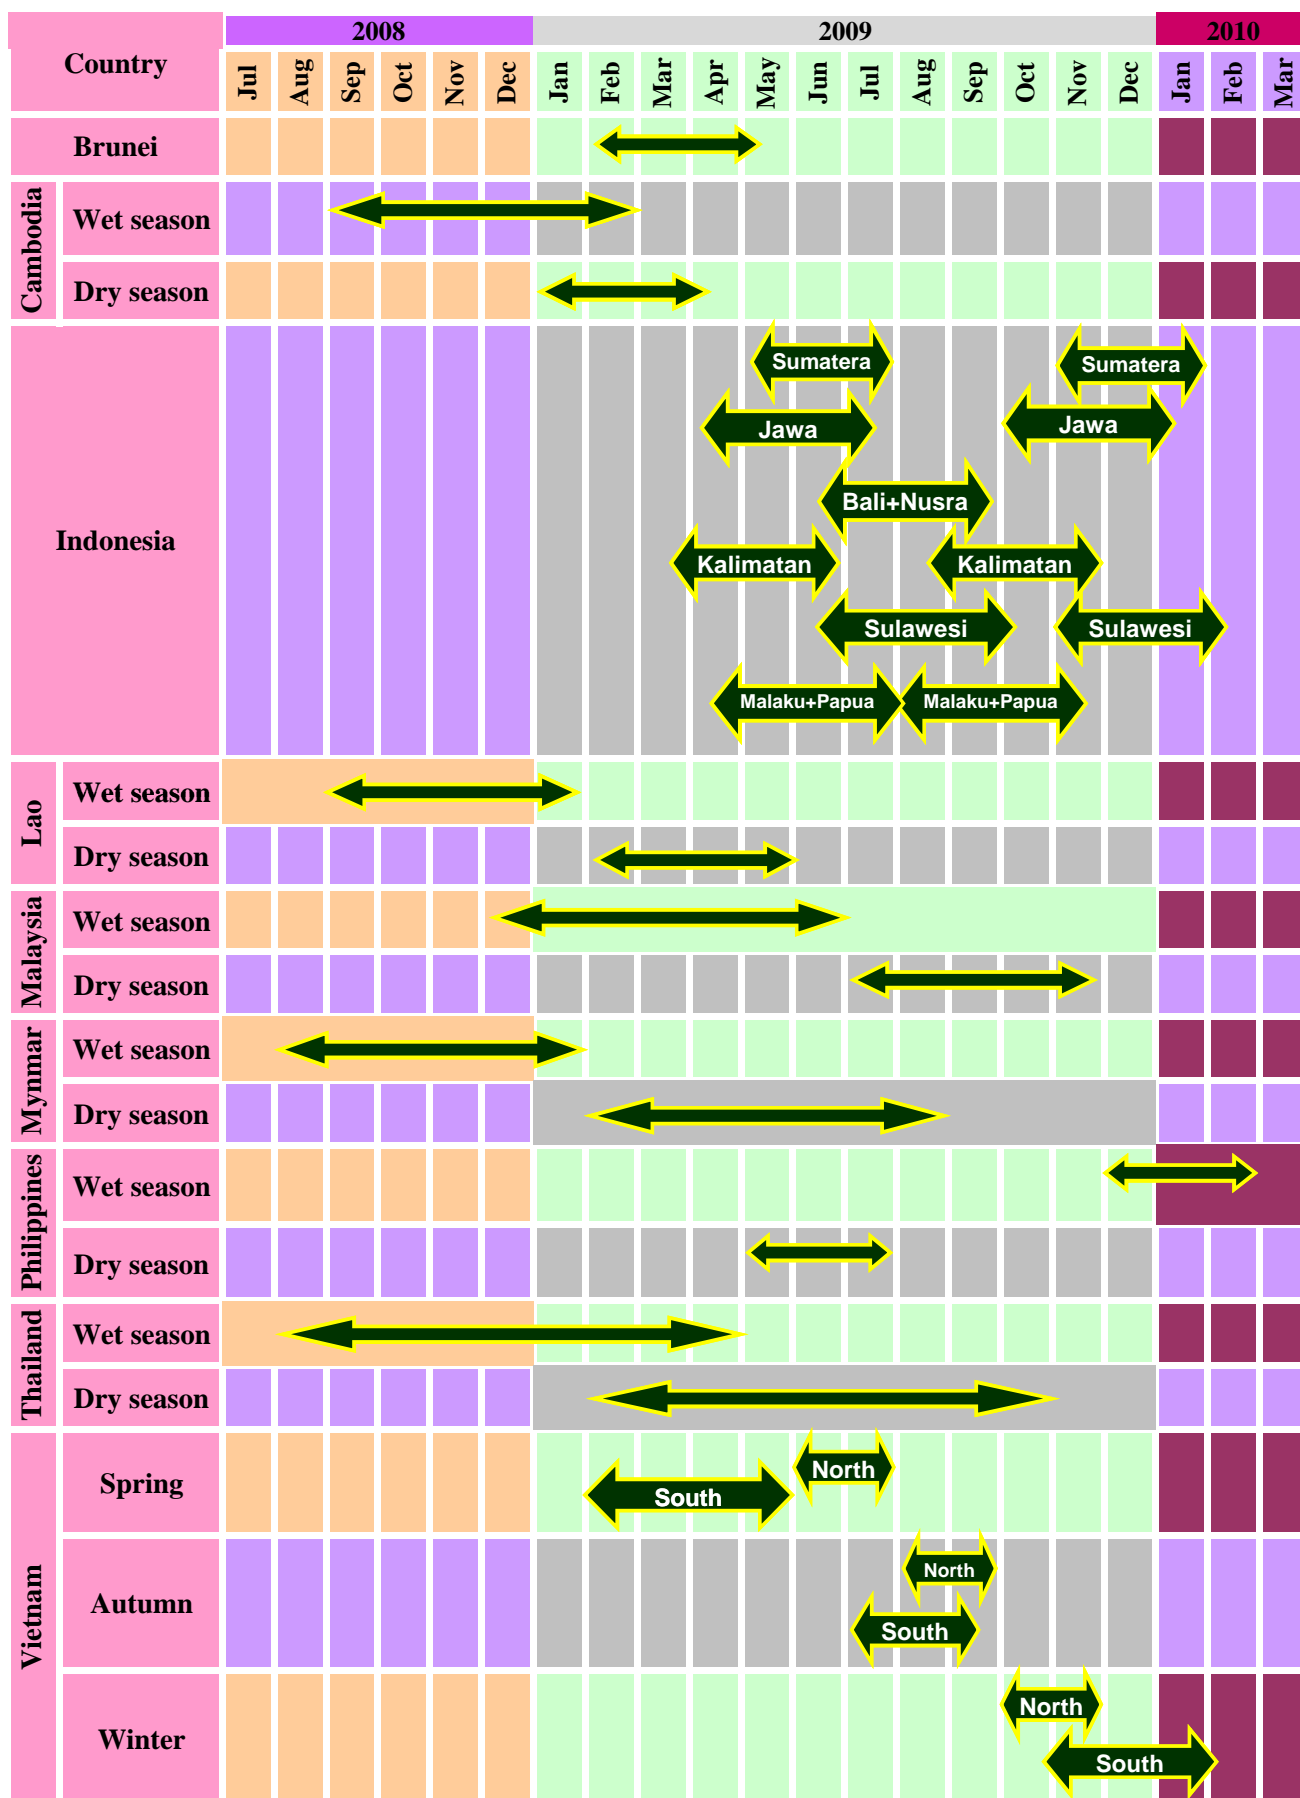 Country
2008
2009
2010
Jul
Aug
Sep
Oct
Nov
Dec
Jan
Feb
Mar
Apr
May
Jun
Jul
Aug
Sep
Oct
Nov
Dec
Jan
Feb
Mar
Brunei
Cambodia
Wet season
Dry season
Indonesia
Sumatera
Sumatera
Jawa
Jawa
Bali+Nusra
Kalimatan
Kalimatan
Sulawesi
Sulawesi
Malaku+Papua
Malaku+Papua
Lao
Wet season
Dry season
Malaysia
Wet season
Dry season
Mynmar
Wet season
Dry season
Philippines
Wet season
Dry season
Thailand
Wet season
Dry season
Vietnam
Spring
North
South
Autumn
North
South
Winter
North
South